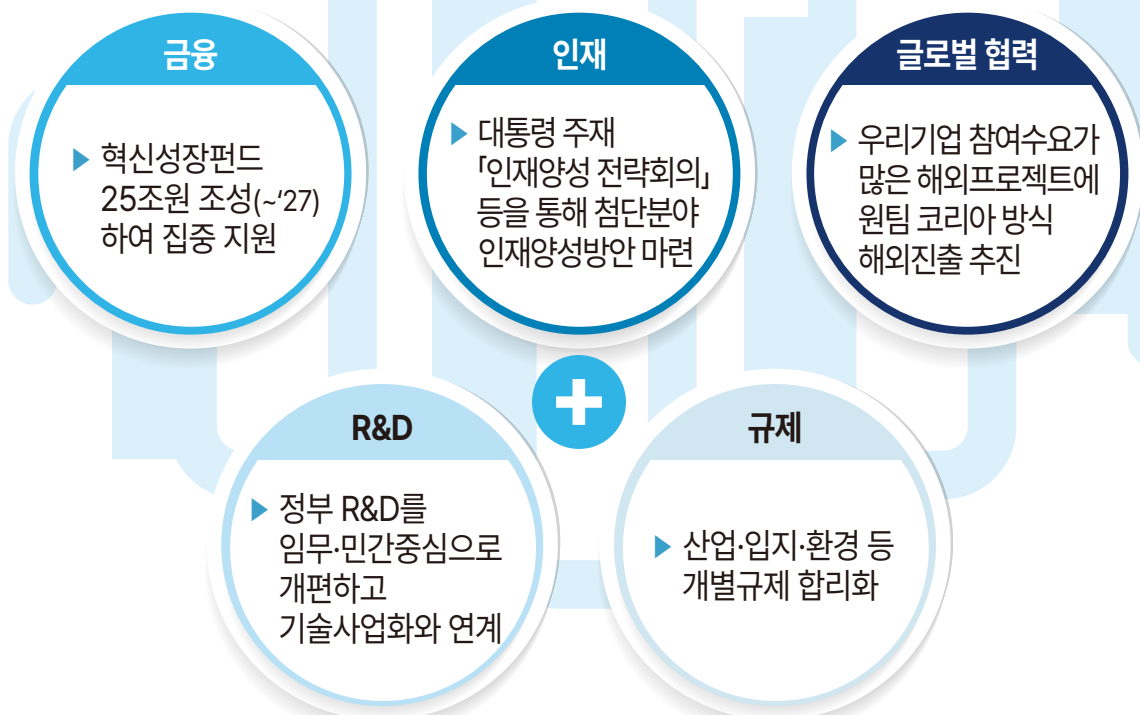 금융
▶ 혁신성장펀드
25조원 조성(~'27)
하여 집중 지원
인재
▶ 대통령 주재
「인재양성 전략회의」
등을 통해 첨단분야
인재양성방안 마련
글로벌 협력
▶ 우리기업 참여수요가
많은 해외프로젝트에
원팀 코리아 방식
해외진출 추진
+
R&D
▶ 정부 R&D를
임무·민간중심으로
개편하고
기술사업화와 연계
규제
▶ 산업·입지·환경 등
개별규제 합리화